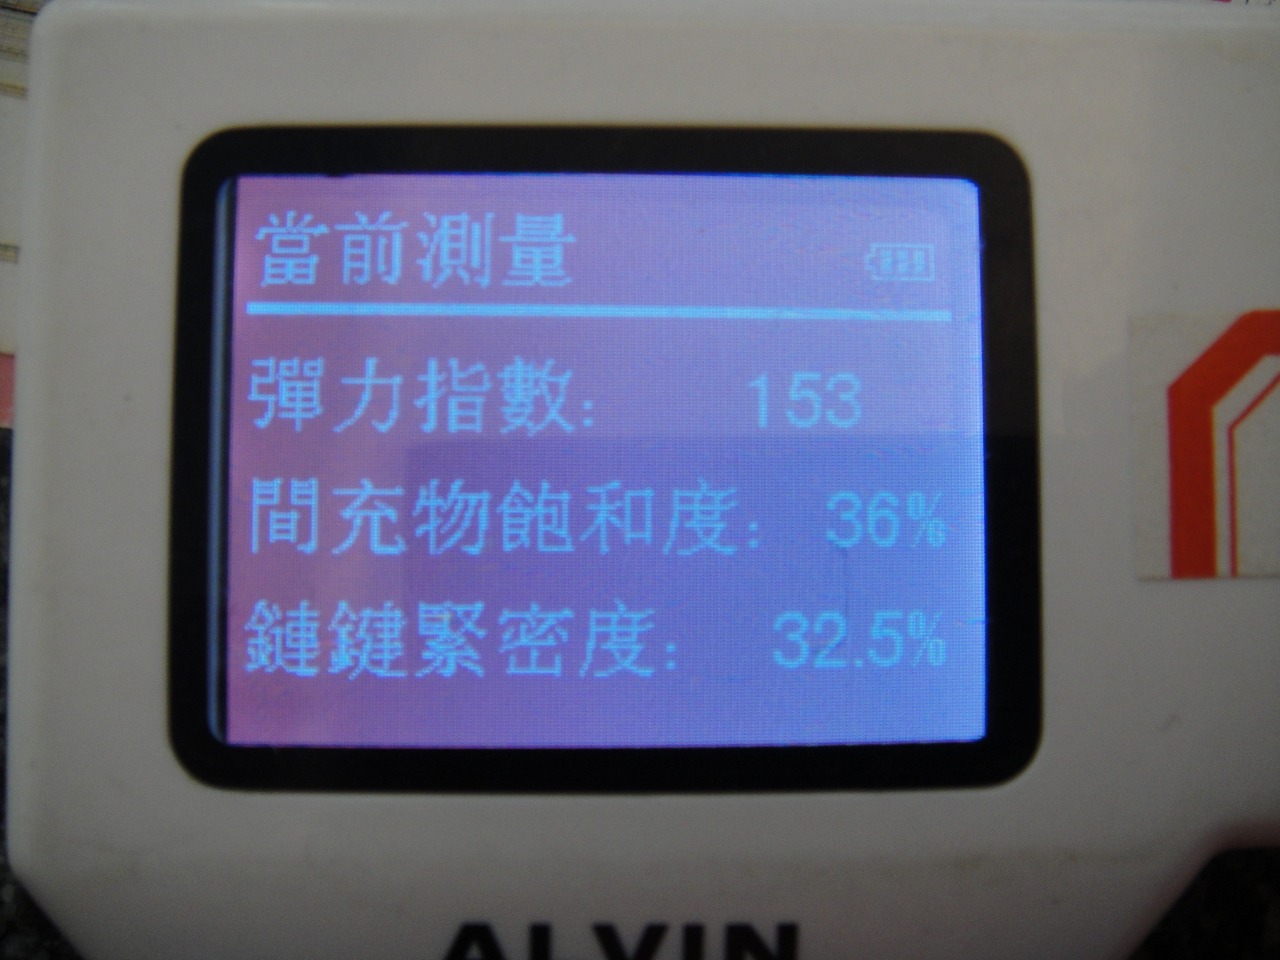 當前測量
彈力指數: 153
間充物飽和度: 36%
鏈鍵緊密度: 32.5%
ALVIN